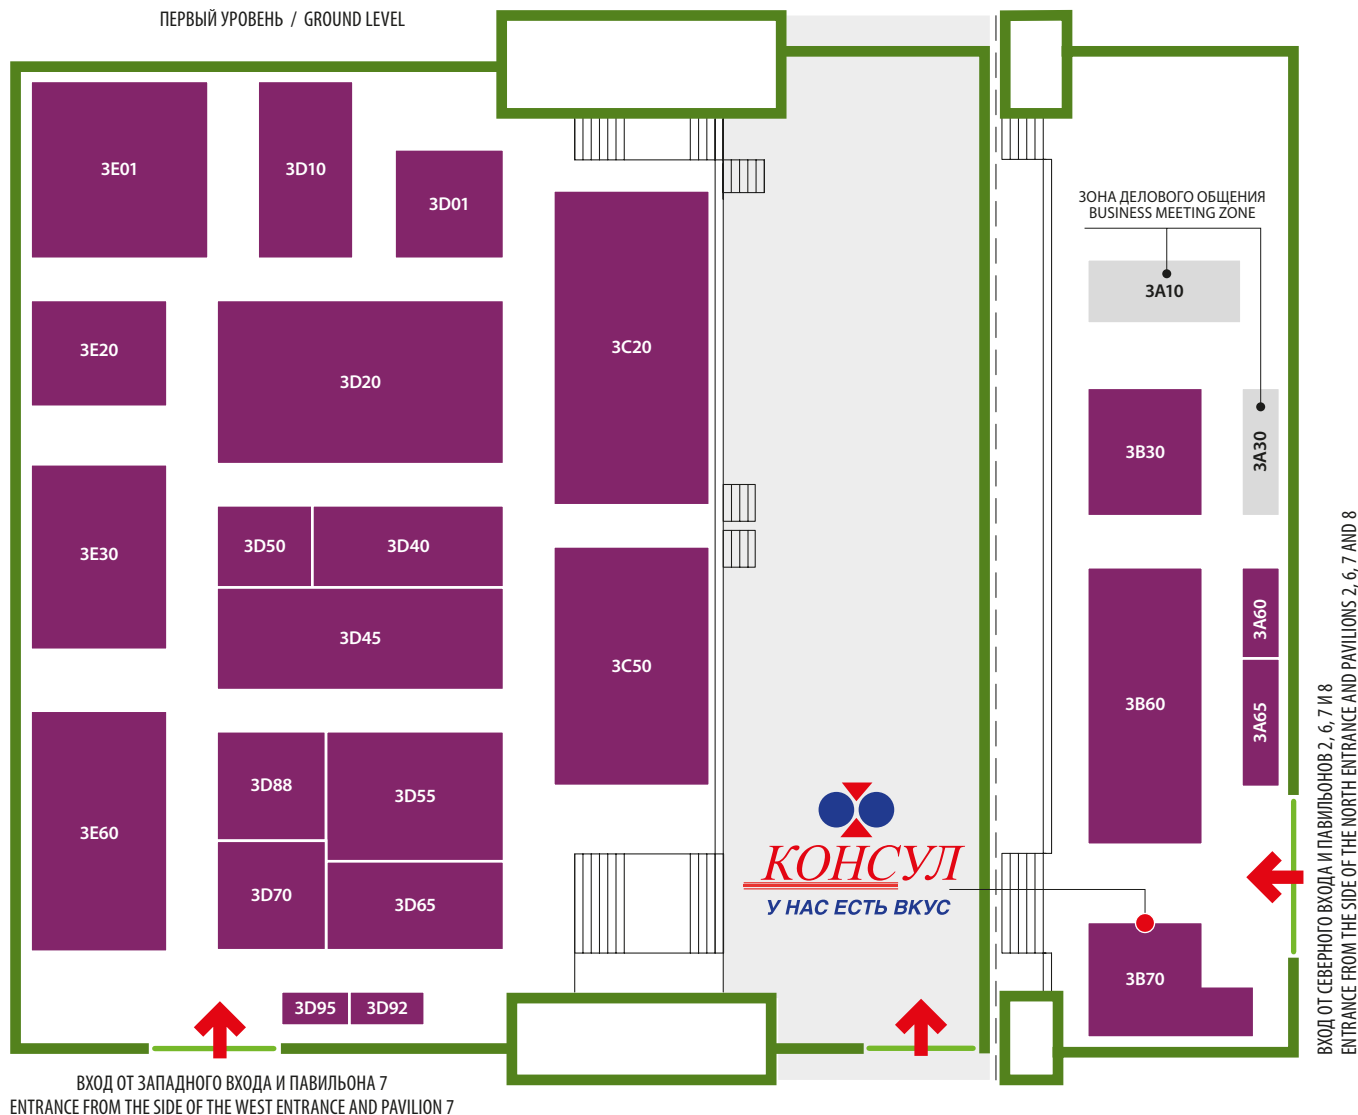 ПЕРВЫЙ УРОВЕНЬ / GROUND LEVEL
3E01
3D10
3D01
3E20
3D20
3C20
ЗОНА ДЕЛОВОГО ОБЩЕНИЯ
BUSINESS MEETING ZONE
3A10
3B30
3A30
3E30
3D50
3D40
3D45
3C50
3B60
3A60
3A65
3E60
3D88
3D55
3D70
3D65
КОНСУЛ
У НАС ЕСТЬ ВКУС
3B70
3D95
3D92
ВХОД ОТ ЗАПАДНОГО ВХОДА И ПАВИЛЬОНА 7
ENTRANCE FROM THE SIDE OF THE WEST ENTRANCE AND PAVILION 7
ВХОД ОТ СЕВЕРНОГО ВХОДА И ПАВИЛЬОНОВ 2, 6, 7 И 8
ENTRANCE FROM THE SIDE OF THE NORTH ENTRANCE AND PAVILIONS 2, 6, 7 AND 8